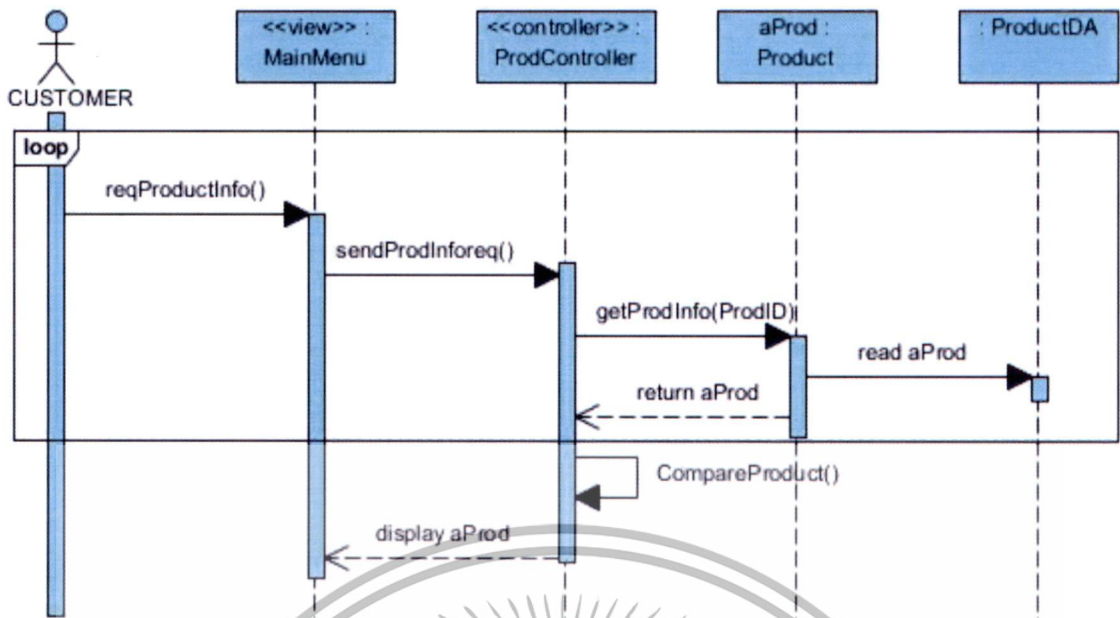 <<view>> :
MainMenu
<<controller>> :
ProdController
aProd :
Product
: ProductDA
CUSTOMER
loop
reqProductInfo()
sendProdInforeq()
getProdInfo(ProdID)
read aProd
return aProd
CompareProduct()
display aProd